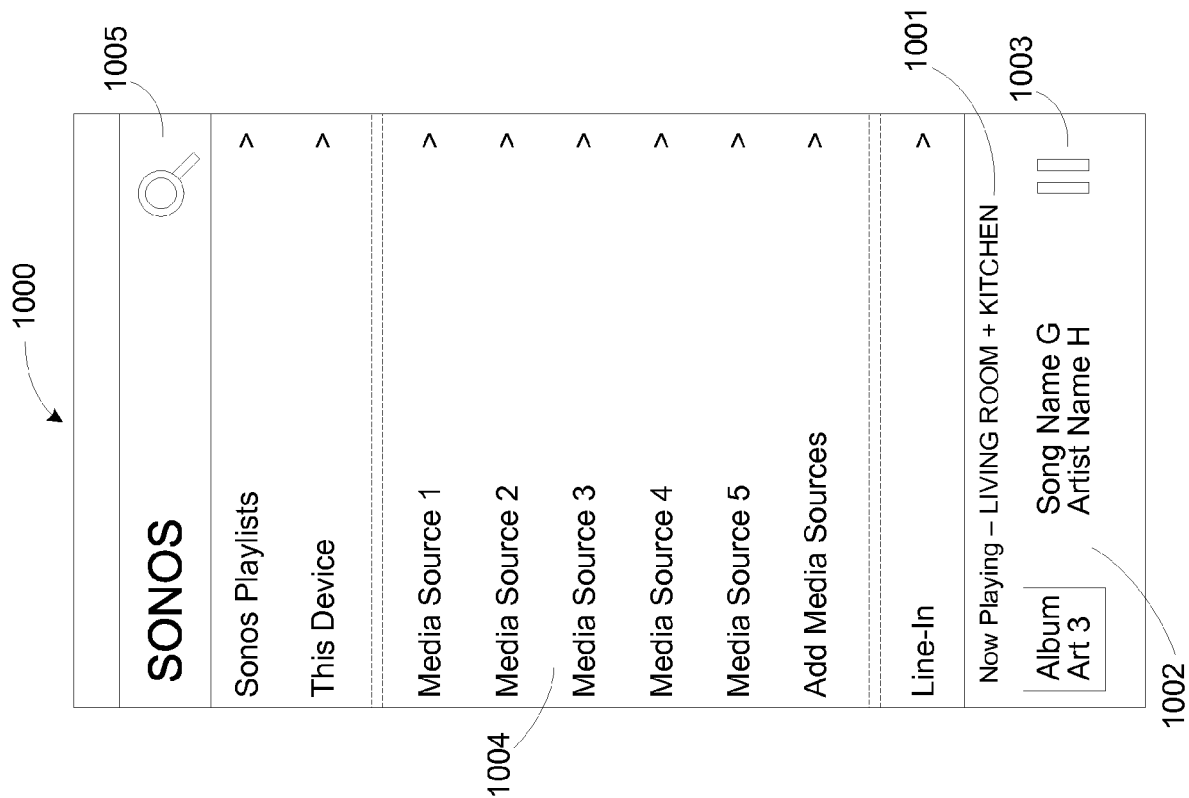 1000
1005
SONOS
Sonos Playlists >
This Device >
Media Source 1 >
Media Source 2 >
Media Source 3 >
1004
Media Source 4 >
Media Source 5 >
Add Media Sources >
Line-In >
1001
Now Playing – LIVING ROOM + KITCHEN
Album
Art 3
Song Name G
Artist Name H
1003
1002